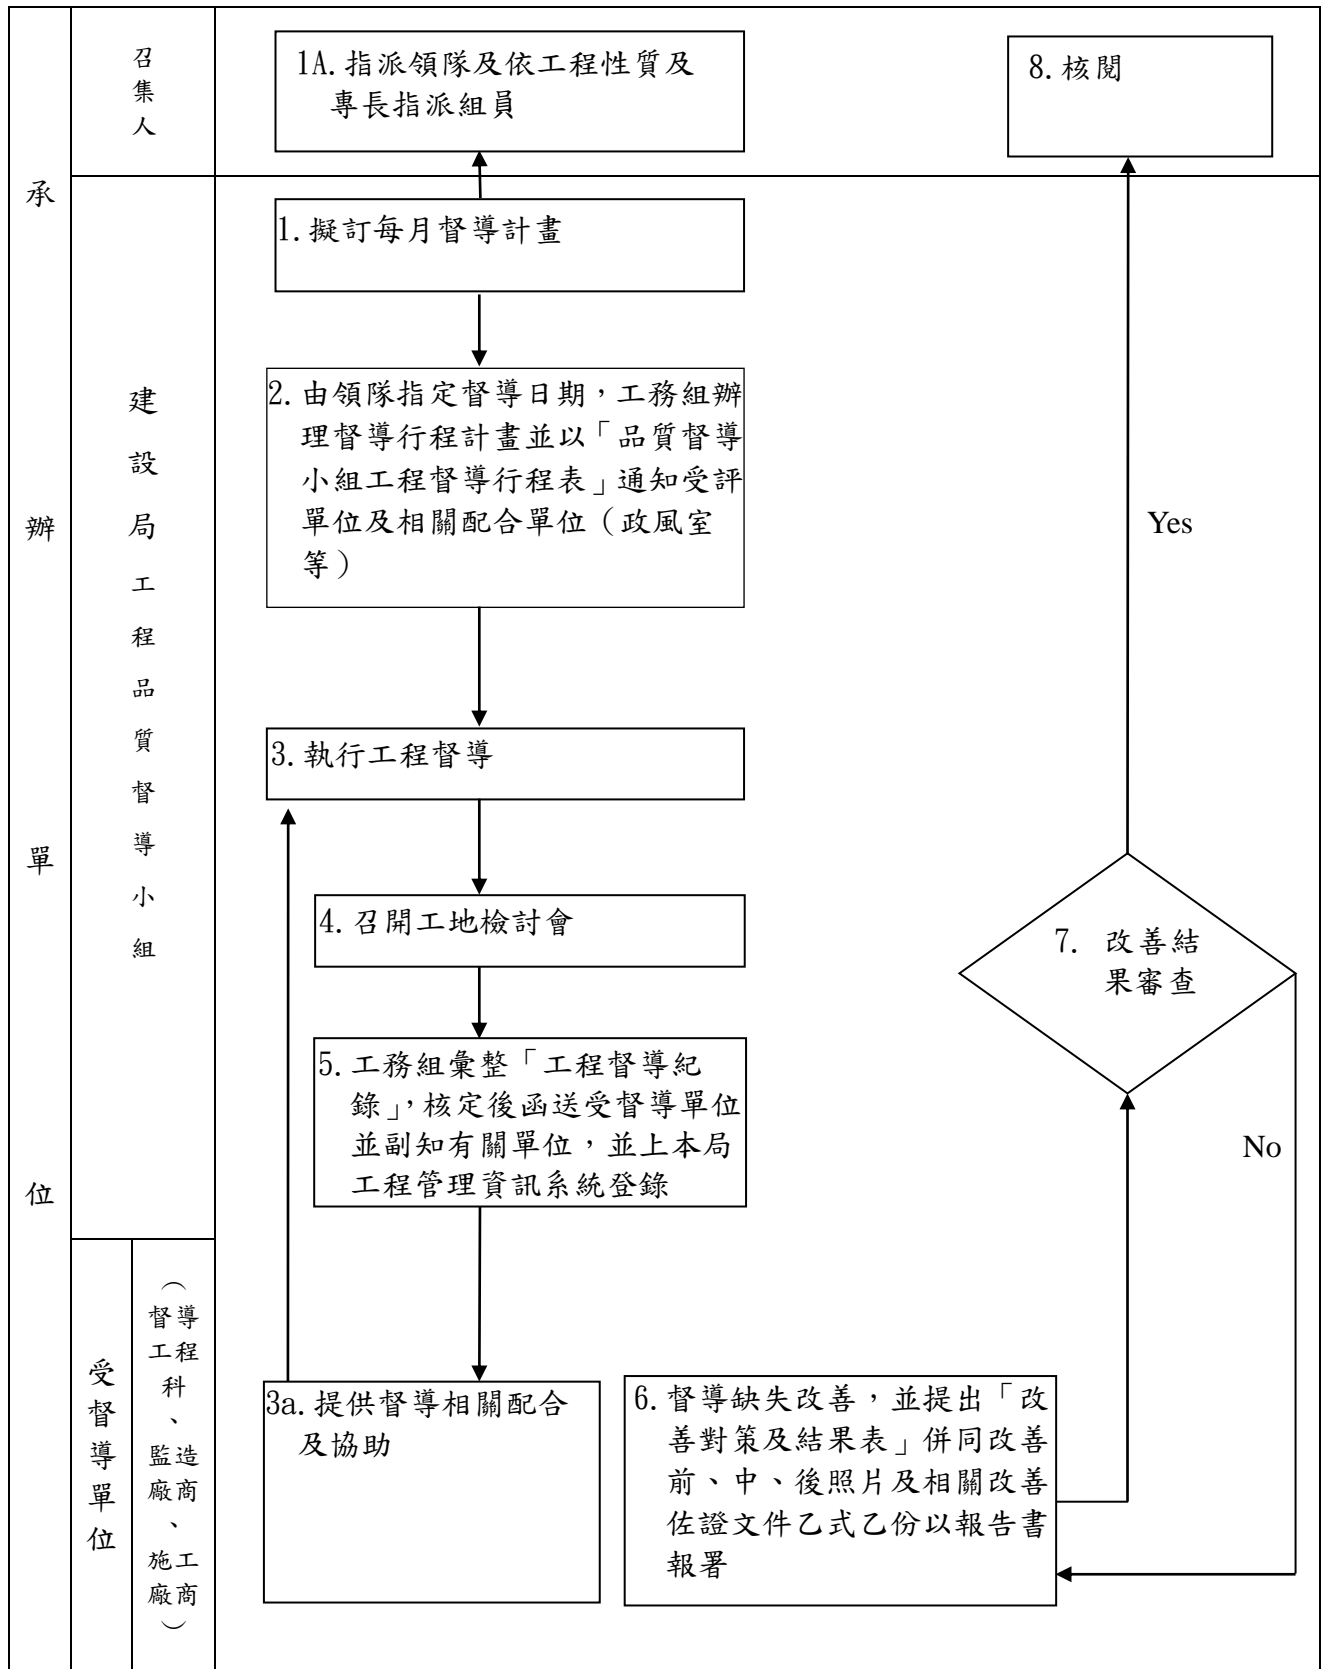 承辦單位
召集人
建設局工程品質督導小組
受督導單位
（督導工程科、監造廠商、施工廠商）
1A.指派領隊及依工程性質及
專長指派組員
8.核閱
1.擬訂每月督導計畫
2.由領隊指定督導日期，工務組辦
理督導行程計畫並以「品質督導
小組工程督導行程表」通知受評
單位及相關配合單位（政風室
等）
Yes
3.執行工程督導
4.召開工地檢討會
7. 改善結
果審查
5.工務組彙整「工程督導紀
錄」，核定後函送受督導單位
並副知有關單位，並上本局
工程管理資訊系統登錄
No
3a.提供督導相關配合
及協助
6.督導缺失改善，並提出「改
善對策及結果表」併同改善
前、中、後照片及相關改善
佐證文件乙式乙份以報告書
報署